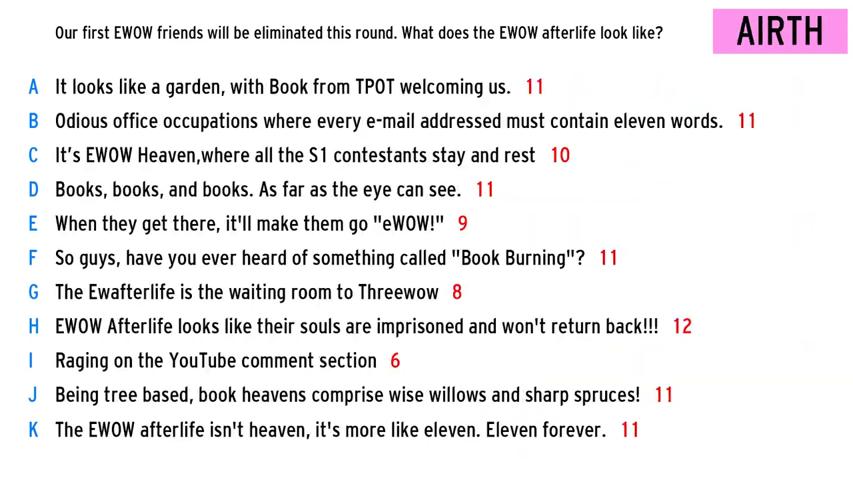 Our first EWOW friends will be eliminated this round. What does the EWOW afterlife look like?
AIRTH
A It looks like a garden, with Book from TPOT welcoming us. 11
B Odious office occupations where every e-mail addressed must contain eleven words. 11
C It's EWOW Heaven,where all the S1 contestants stay and rest 10
D Books, books, and books. As far as the eye can see. 11
E When they get there, it'll make them go "eWOW!" 9
F So guys, have you ever heard of something called "Book Burning"? 11
G The Ewafterlife is the waiting room to Threewow 8
H EWOW Afterlife looks like their souls are imprisoned and won't return back!!! 12
I Raging on the YouTube comment section 6
J Being tree based, book heavens comprise wise willows and sharp spruces! 11
K The EWOW afterlife isn't heaven, it's more like eleven. Eleven forever. 11